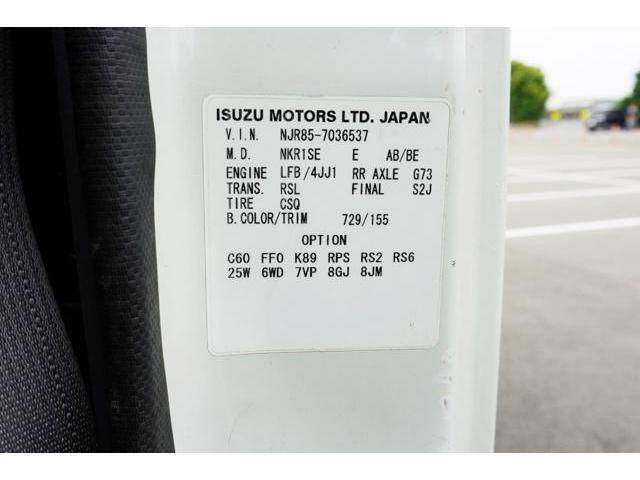 ISUZU MOTORS LTD. JAPAN
V.I.N. NJR85-7036537
M.D. NKR1SE E AB/BE
ENGINE LFB/4JJ1 RR AXLE G73
TRANS. RSL FINAL S2J
TIRE CSQ
B.COLOR/TRIM 729/155
OPTION
C60 FF0 K89 RPS RS2 RS6
25W 6WD 7VP 8GJ 8JM